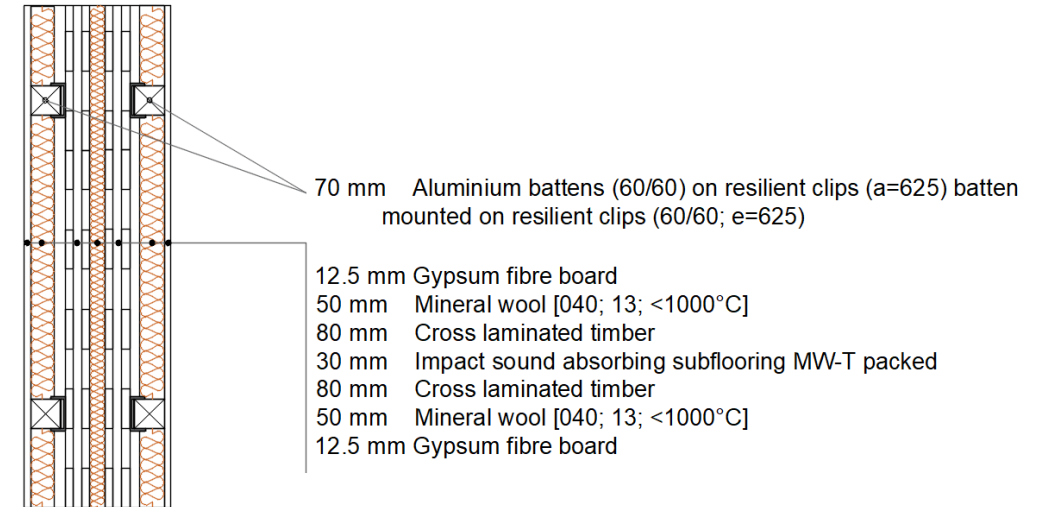 70 mm Aluminium battens (60/60) on resilient clips (a=625) batten
mounted on resilient clips (60/60; e=625)
12.5 mm Gypsum fibre board
50 mm Mineral wool [040; 13; <1000°C]
80 mm Cross laminated timber
30 mm Impact sound absorbing subflooring MW-T packed
80 mm Cross laminated timber
50 mm Mineral wool [040; 13; <1000°C]
12.5 mm Gypsum fibre board